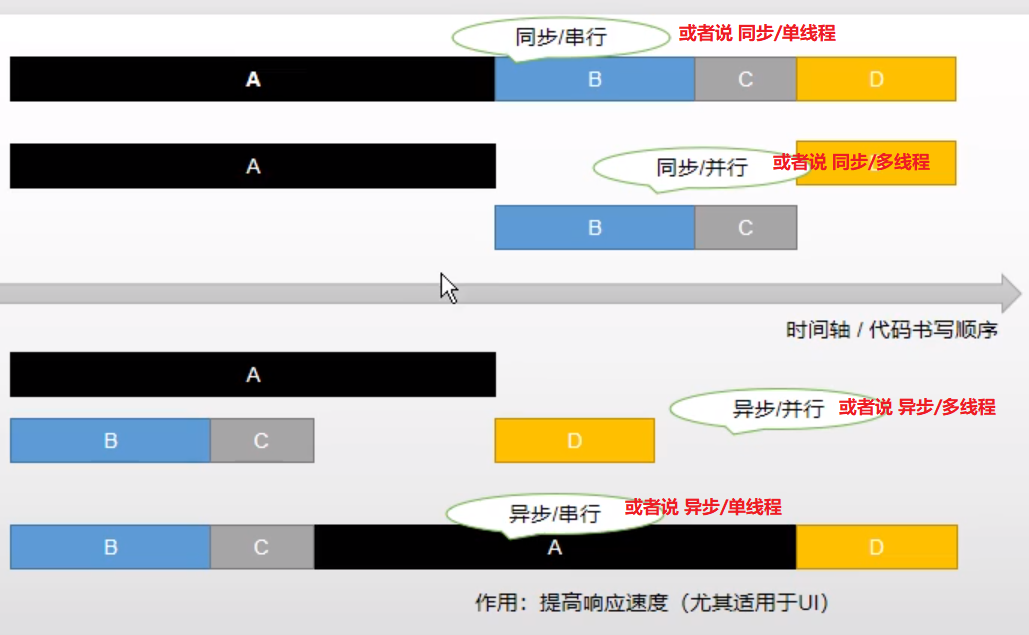 同步/串行 或者说 同步/单线程
A B C D
A 同步/并行 或者说 同步/多线程
B C
时间轴 / 代码书写顺序
A
异步/并行 或者说 异步/多线程
B C D
异步/串行 或者说 异步/单线程
B C A D
作用：提高响应速度（尤其适用于UI）